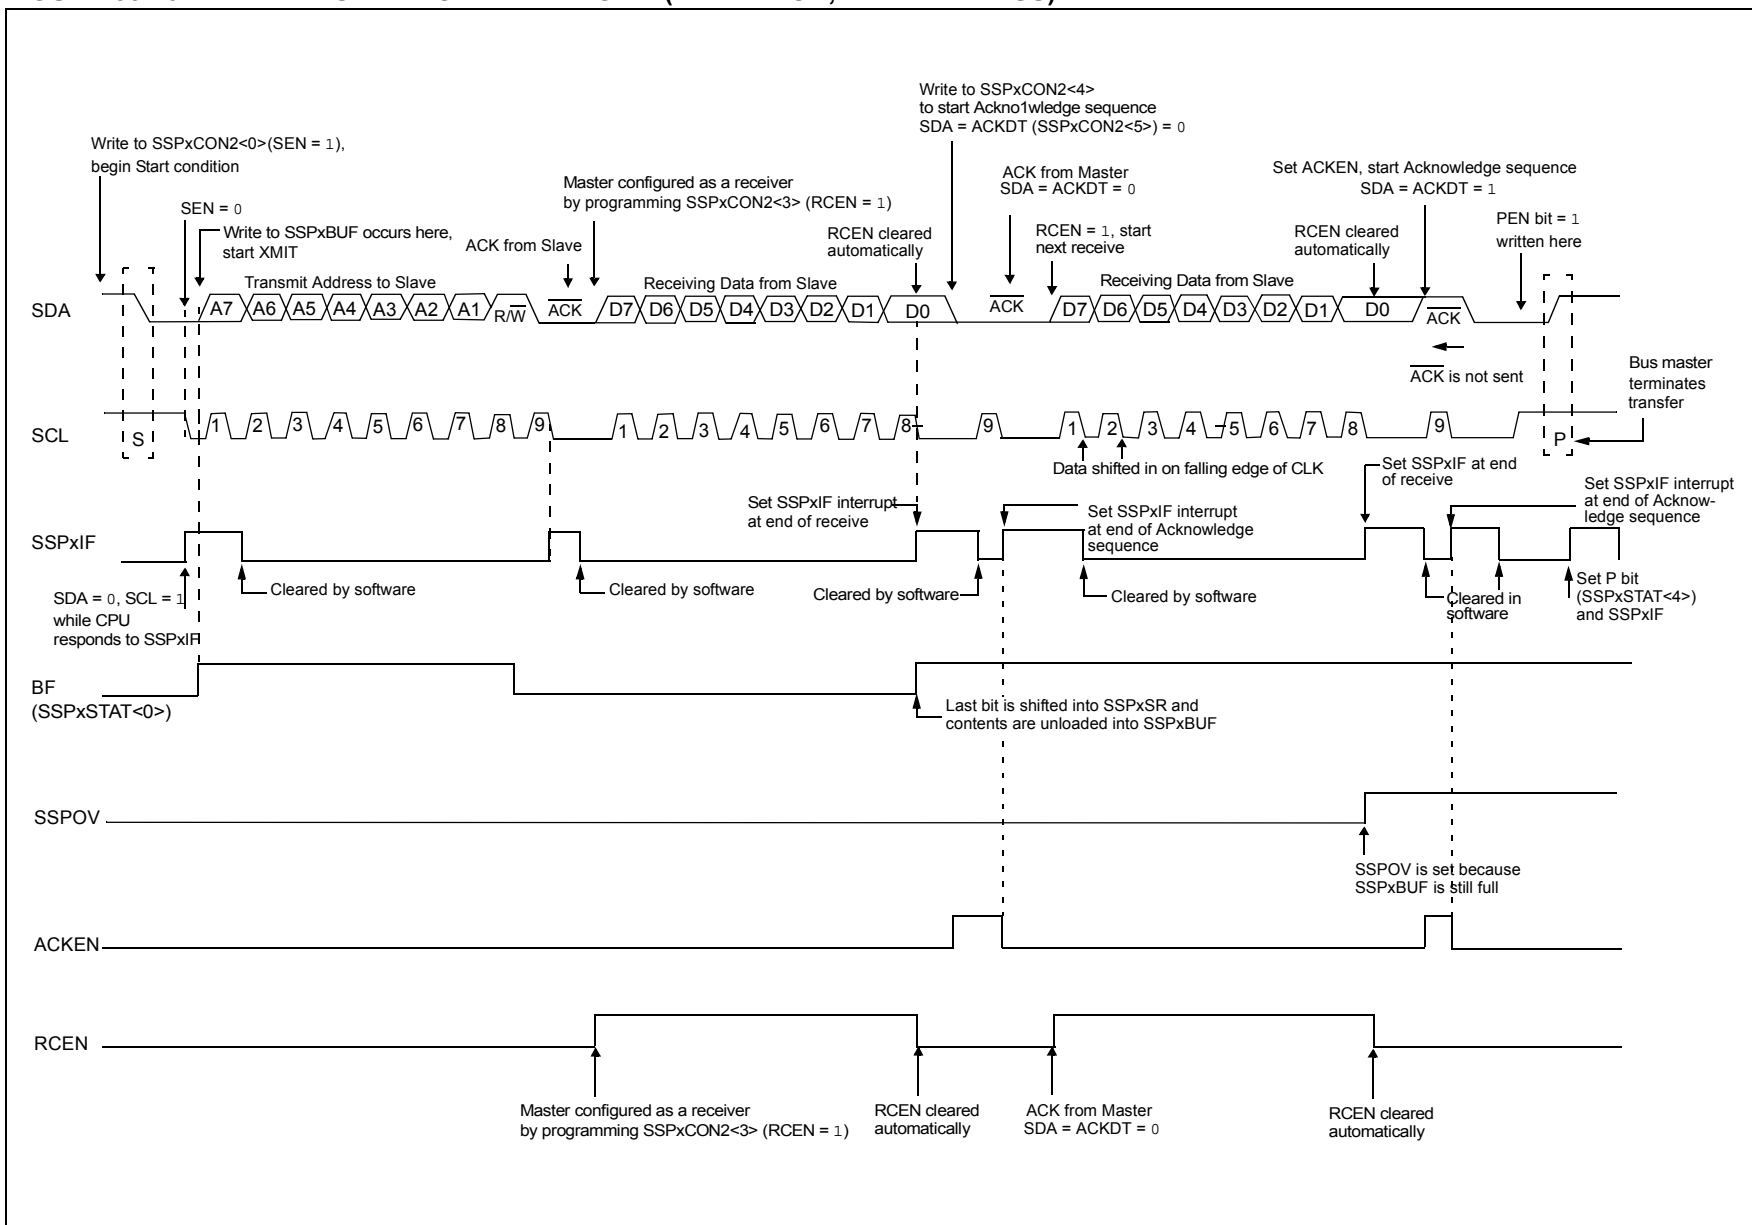 Write to SSPxCON2<4>
to start Ackno1wledge sequence
SDA = ACKDT (SSPxCON2<5>) = 0
Write to SSPxCON2<0>(SEN = 1),
begin Start condition
ACK from Master
SDA = ACKDT = 0
Set ACKEN, start Acknowledge sequence
SDA = ACKDT = 1
Master configured as a receiver
by programming SSPxCON2<3> (RCEN = 1)
SEN = 0
Write to SSPxBUF occurs here,
start XMIT
ACK from Slave
RCEN cleared
automatically
RCEN = 1, start
next receive
RCEN cleared
automatically
PEN bit = 1
written here
Transmit Address to Slave
Receiving Data from Slave
Receiving Data from Slave
SDA A7 A6 A5 A4 A3 A2 A1 R/W ACK D7 D6 D5 D4 D3 D2 D1 D0 ACK D7 D6 D5 D4 D3 D2 D1 D0 ACK
ACK is not sent
Bus master
terminates
transfer
SCL S 1 2 3 4 5 6 7 8 9 1 2 3 4 5 6 7 8 9 1 2 3 4 5 6 7 8 9 P
Data shifted in on falling edge of CLK
Set SSPxIF at end
of receive
Set SSPxIF interrupt
at end of receive
Set SSPxIF interrupt
at end of Acknowledge
sequence
Set SSPxIF interrupt
at end of Acknow-
ledge sequence
SSPxIF
SDA = 0, SCL = 1
while CPU
responds to SSPxIF
Cleared by software
Cleared by software
Cleared by software
Cleared by software
Cleared in
software
Set P bit
(SSPxSTAT<4>)
and SSPxIF
BF
(SSPxSTAT<0>)
Last bit is shifted into SSPxSR and
contents are unloaded into SSPxBUF
SSPOV
SSPOV is set because
SSPxBUF is still full
ACKEN
RCEN
Master configured as a receiver
by programming SSPxCON2<3> (RCEN = 1)
RCEN cleared
automatically
ACK from Master
SDA = ACKDT = 0
RCEN cleared
automatically